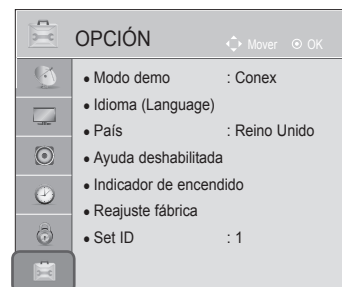 OPCIÓN
Mover OK
• Modo demo : Conex
• Idioma (Language)
• País : Reino Unido
• Ayuda deshabilitada
• Indicador de encendido
• Reajuste fábrica
• Set ID : 1